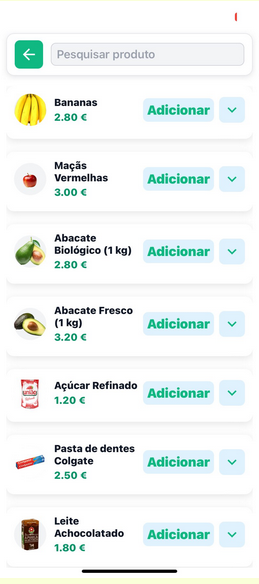 Pesquisar produto
Bananas
2.80 €
Adicionar
Maçãs
Vermelhas
3.00 €
Adicionar
Abacate
Biológico (1 kg)
2.80 €
Adicionar
Abacate Fresco
(1 kg)
3.20 €
Adicionar
Açúcar Refinado
1.20 €
Adicionar
Pasta de dentes
Colgate
2.50 €
Adicionar
Leite
Achocolatado
1.80 €
Adicionar